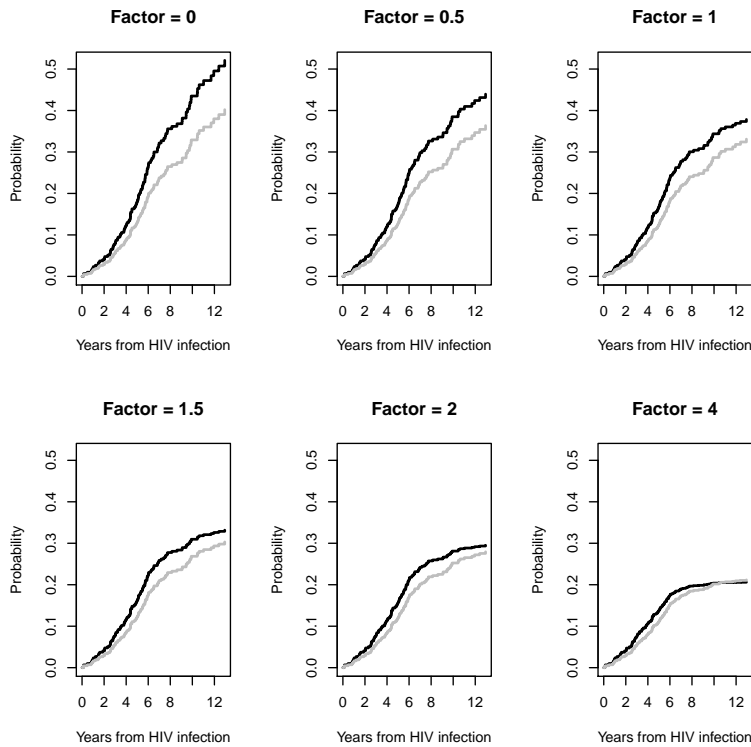 Factor = 0
Probability
0.0 0.1 0.2 0.3 0.4 0.5
0 2 4 6 8 12
Years from HIV infection
Factor = 0.5
Probability
0.0 0.1 0.2 0.3 0.4 0.5
0 2 4 6 8 12
Years from HIV infection
Factor = 1
Probability
0.0 0.1 0.2 0.3 0.4 0.5
0 2 4 6 8 12
Years from HIV infection
Factor = 1.5
Probability
0.0 0.1 0.2 0.3 0.4 0.5
0 2 4 6 8 12
Years from HIV infection
Factor = 2
Probability
0.0 0.1 0.2 0.3 0.4 0.5
0 2 4 6 8 12
Years from HIV infection
Factor = 4
Probability
0.0 0.1 0.2 0.3 0.4 0.5
0 2 4 6 8 12
Years from HIV infection